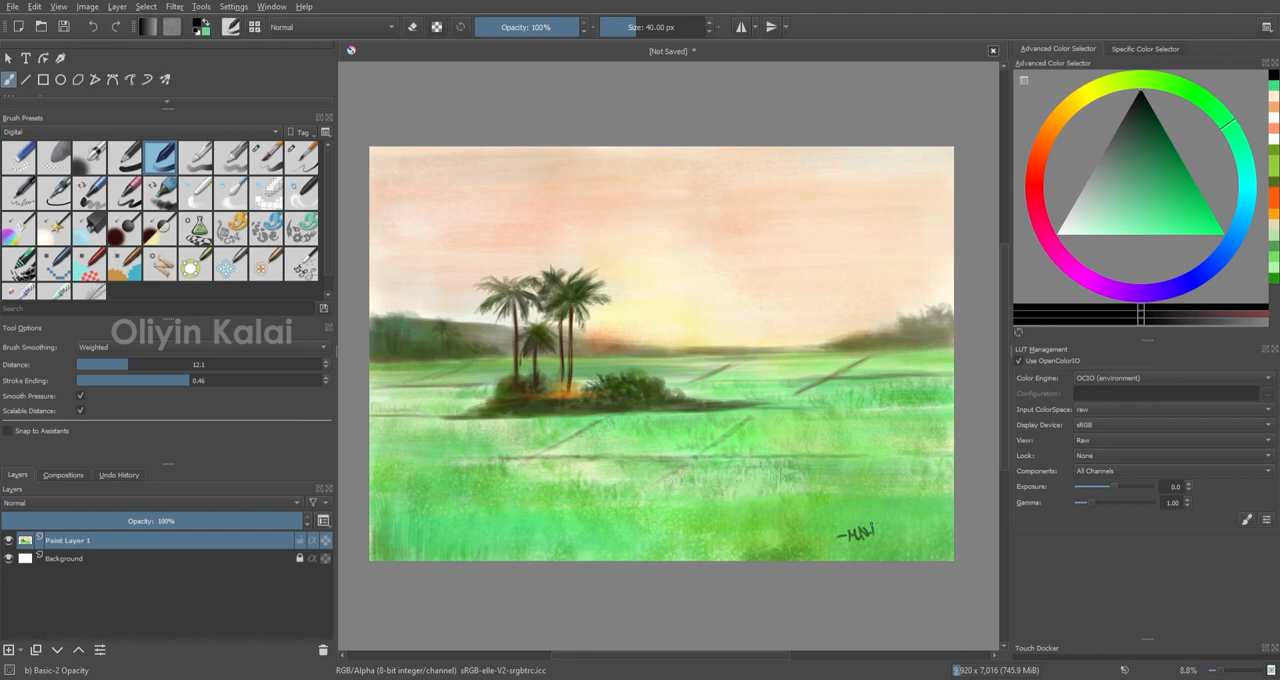 File Edit View Image Layer Select Filter Tools Settings Window Help
Normal
Opacity: 100%
Size: 40.00 px
[Not Saved] *
Brush Presets
Digital
Tag
Search
Tool Options
Oliyin Kalai
Brush Smoothing: Weighted
Distance: 12.1
Stroke Ending: 0.46
Smooth Pressure:
Scalable Distance:
Snap to Assistants
Layers Compositions Undo History
Layers
Normal
Opacity: 100%
Paint Layer 1
Background
b) Basic-2 Opacity
RGB/Alpha (8-bit integer/channel) sRGB-elle-V2-srgbtrc.icc
9,920 x 7,016 (745.9 MiB)
8.8%
Advanced Color Selector Specific Color Selector
Advanced Color Selector
LUT Management
Use OpenColorIO
Color Engine: OCIO (environment)
Configuration:
Input ColorSpace: raw
Display Device: sRGB
View: Raw
Look: None
Components: All Channels
Exposure: 0.0
Gamma: 1.00
Touch Docker